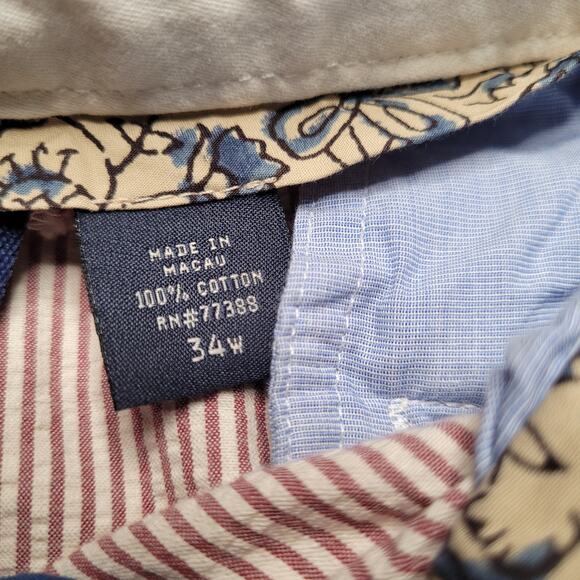 MADE IN
MACAU
100% COTTON
RN#77388
34W